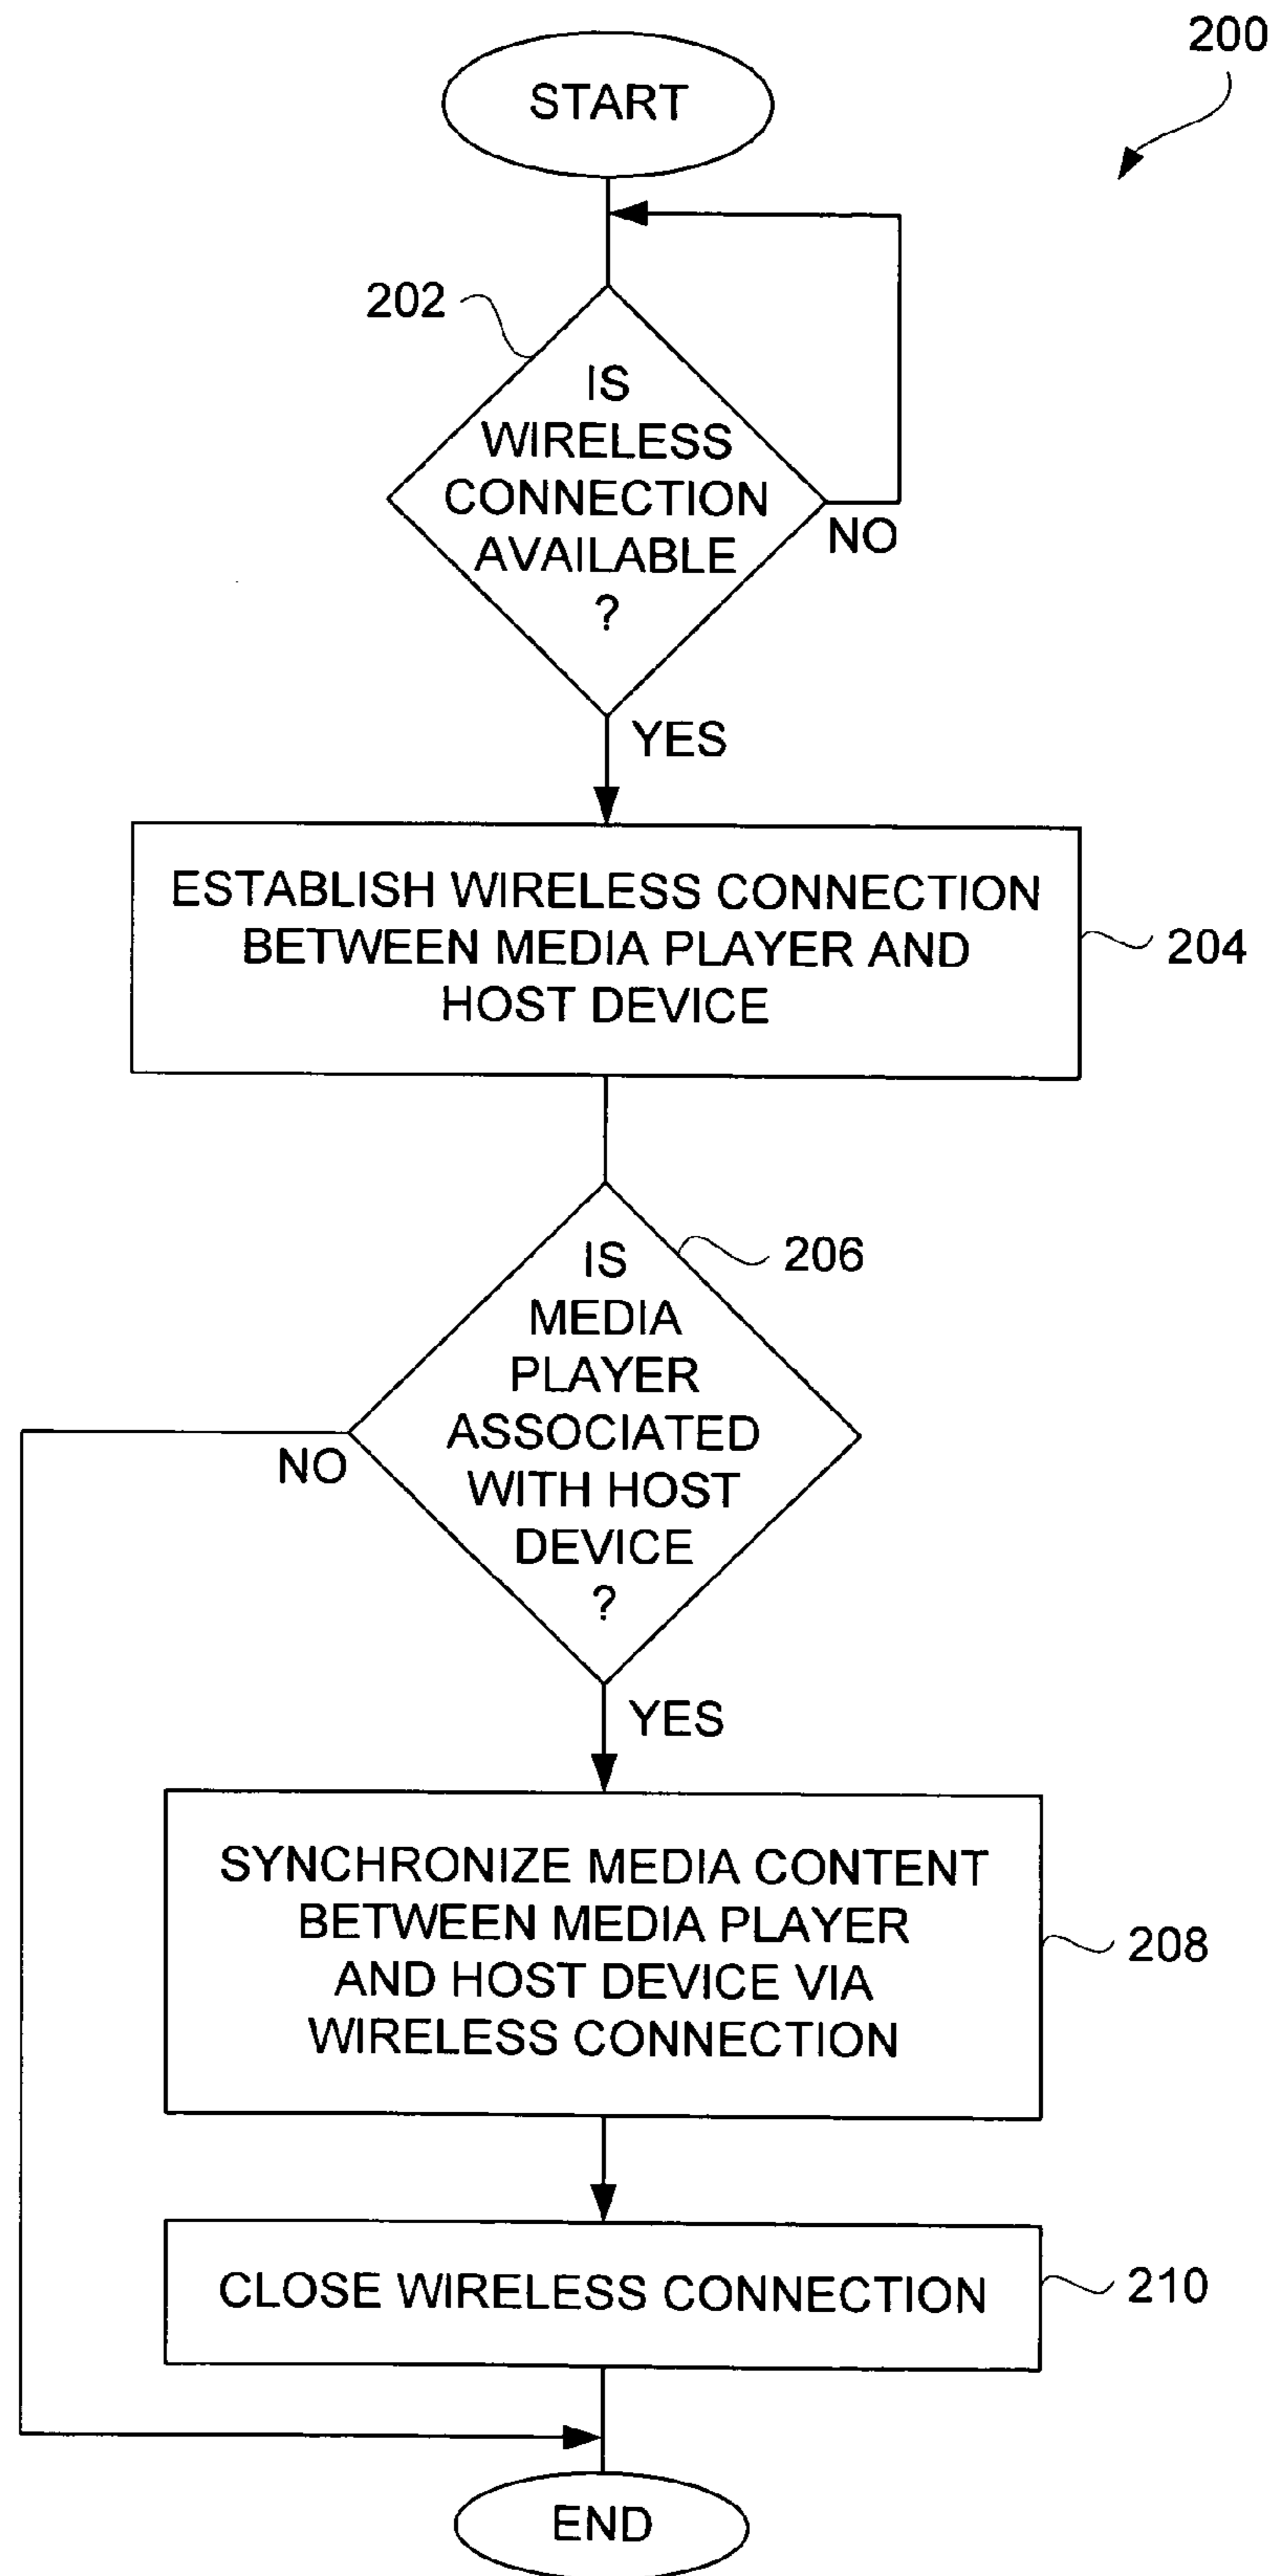 200
START
202
IS
WIRELESS
CONNECTION
AVAILABLE
?
NO
YES
ESTABLISH WIRELESS CONNECTION
BETWEEN MEDIA PLAYER AND
HOST DEVICE
204
206
IS
MEDIA
PLAYER
ASSOCIATED
WITH HOST
DEVICE
?
NO
YES
SYNCHRONIZE MEDIA CONTENT
BETWEEN MEDIA PLAYER
AND HOST DEVICE VIA
WIRELESS CONNECTION
208
CLOSE WIRELESS CONNECTION
210
END